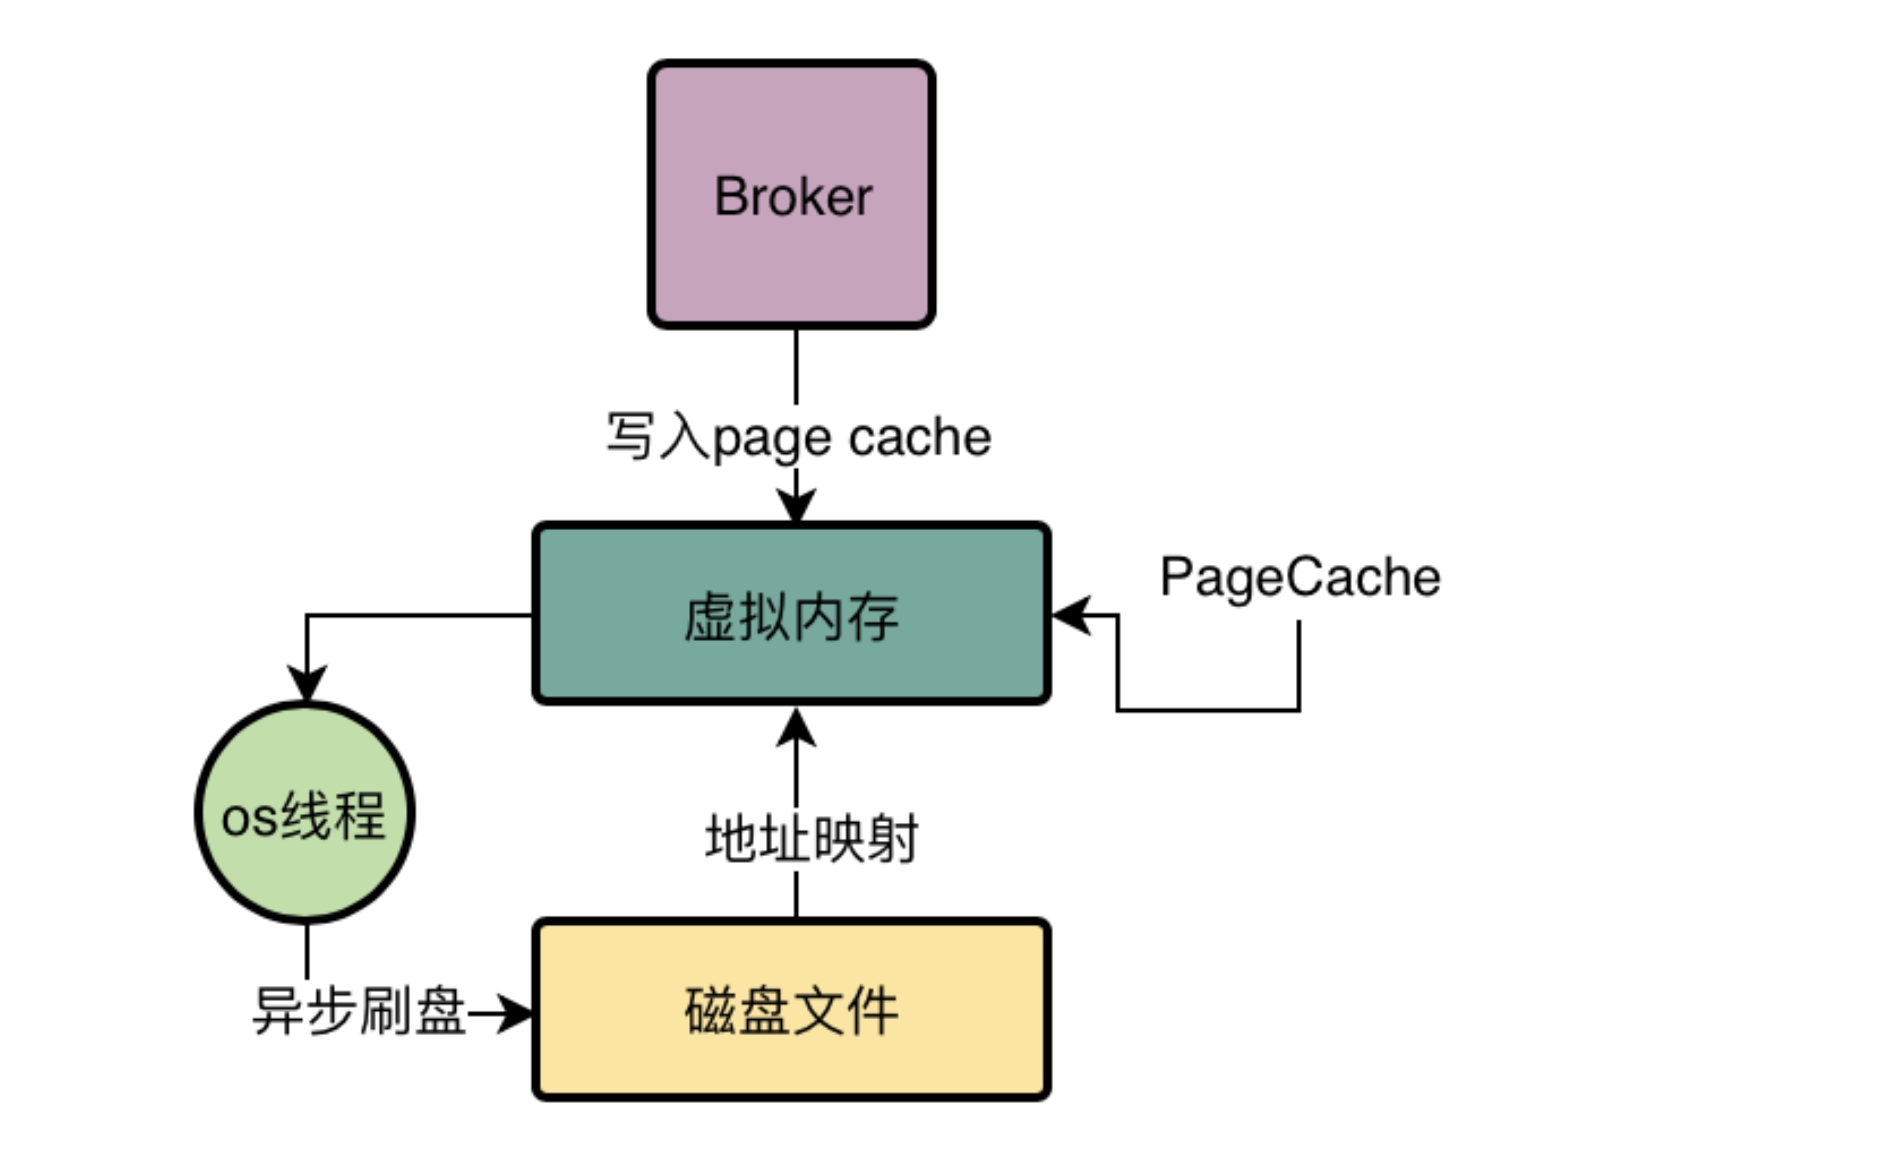 Broker
写入page cache
PageCache
虚拟内存
os线程
地址映射
异步刷盘
磁盘文件